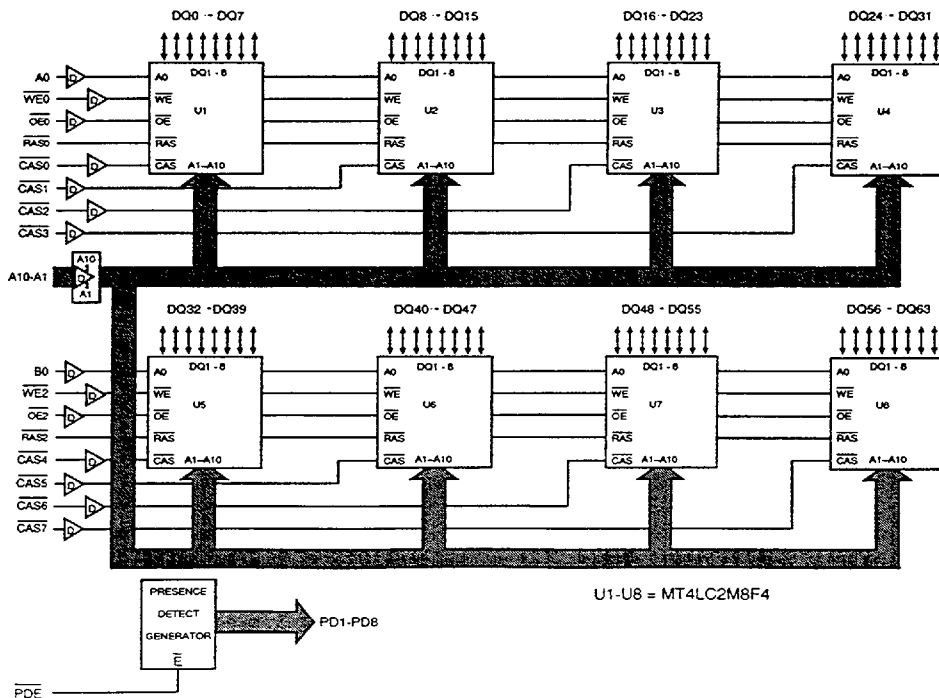 DQ0 - DQ7 DQ8 - DQ15 DQ16 - DQ23 DQ24 - DQ31
A0 D A0 DQ1 - 8 A0 DQ1 - 8 A0 DQ1 - 8 A0 DQ1 - 8
WE0 D WE WE WE WE
U1 U2 U3 U4
OE0 D OE OE OE OE
RAS0 RAS RAS RAS RAS
CAS0 D CAS A1-A10 CAS A1-A10 CAS A1-A10 CAS A1-A10
CAS1 D
CAS2 D
CAS3 D
A10
A10-A1 D
A1
DQ32 - DQ39 DQ40 - DQ47 DQ48 - DQ55 DQ56 - DQ63
B0 D A0 DQ1 - 8 A0 DQ1 - 8 A0 DQ1 - 8 A0 DQ1 - 8
WE2 D WE WE WE WE
U5 U6 U7 U8
OE2 D OE OE OE OE
RAS2 RAS RAS RAS RAS
CAS4 D CAS A1-A10 CAS A1-A10 CAS A1-A10 CAS A1-A10
CAS5 D
CAS6 D
CAS7 D
PRESENCE
DETECT
GENERATOR
E
PD1-PD8
U1-U8 = MT4LC2M8F4
PDE